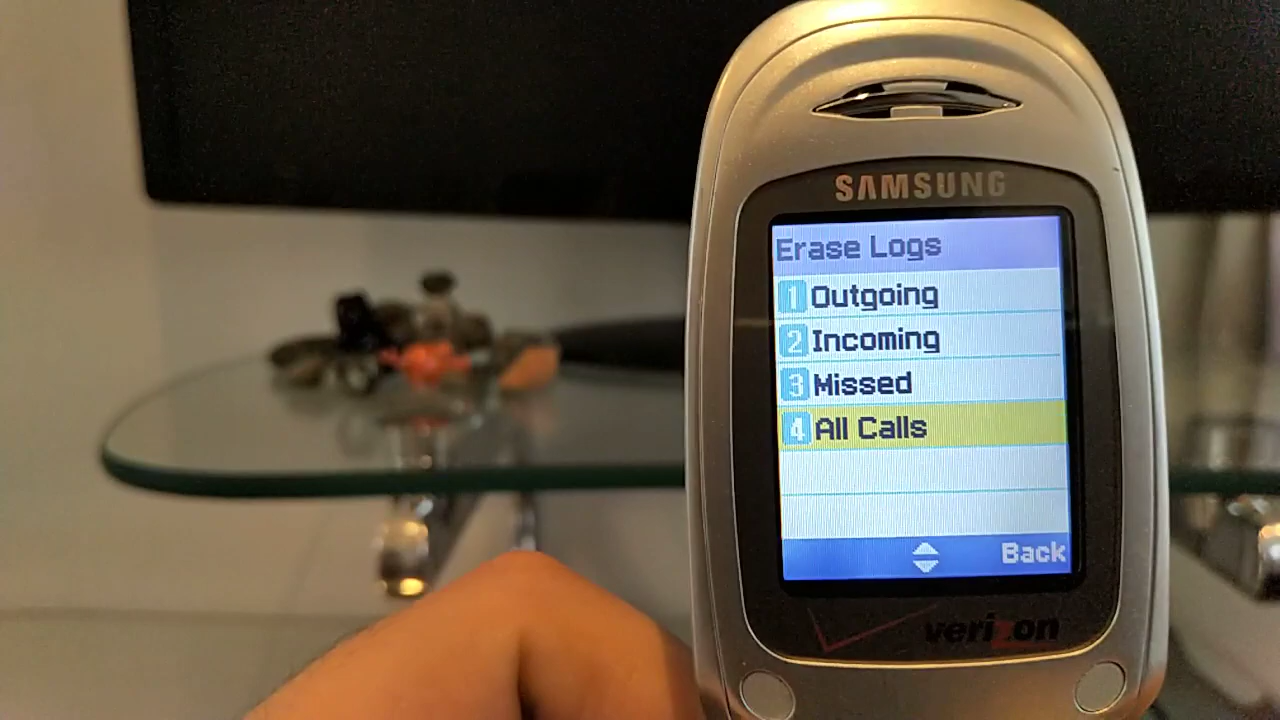 SAMSUNG
Erase Logs
1 Outgoing
2 Incoming
3 Missed
4 All Calls
Back
verizon